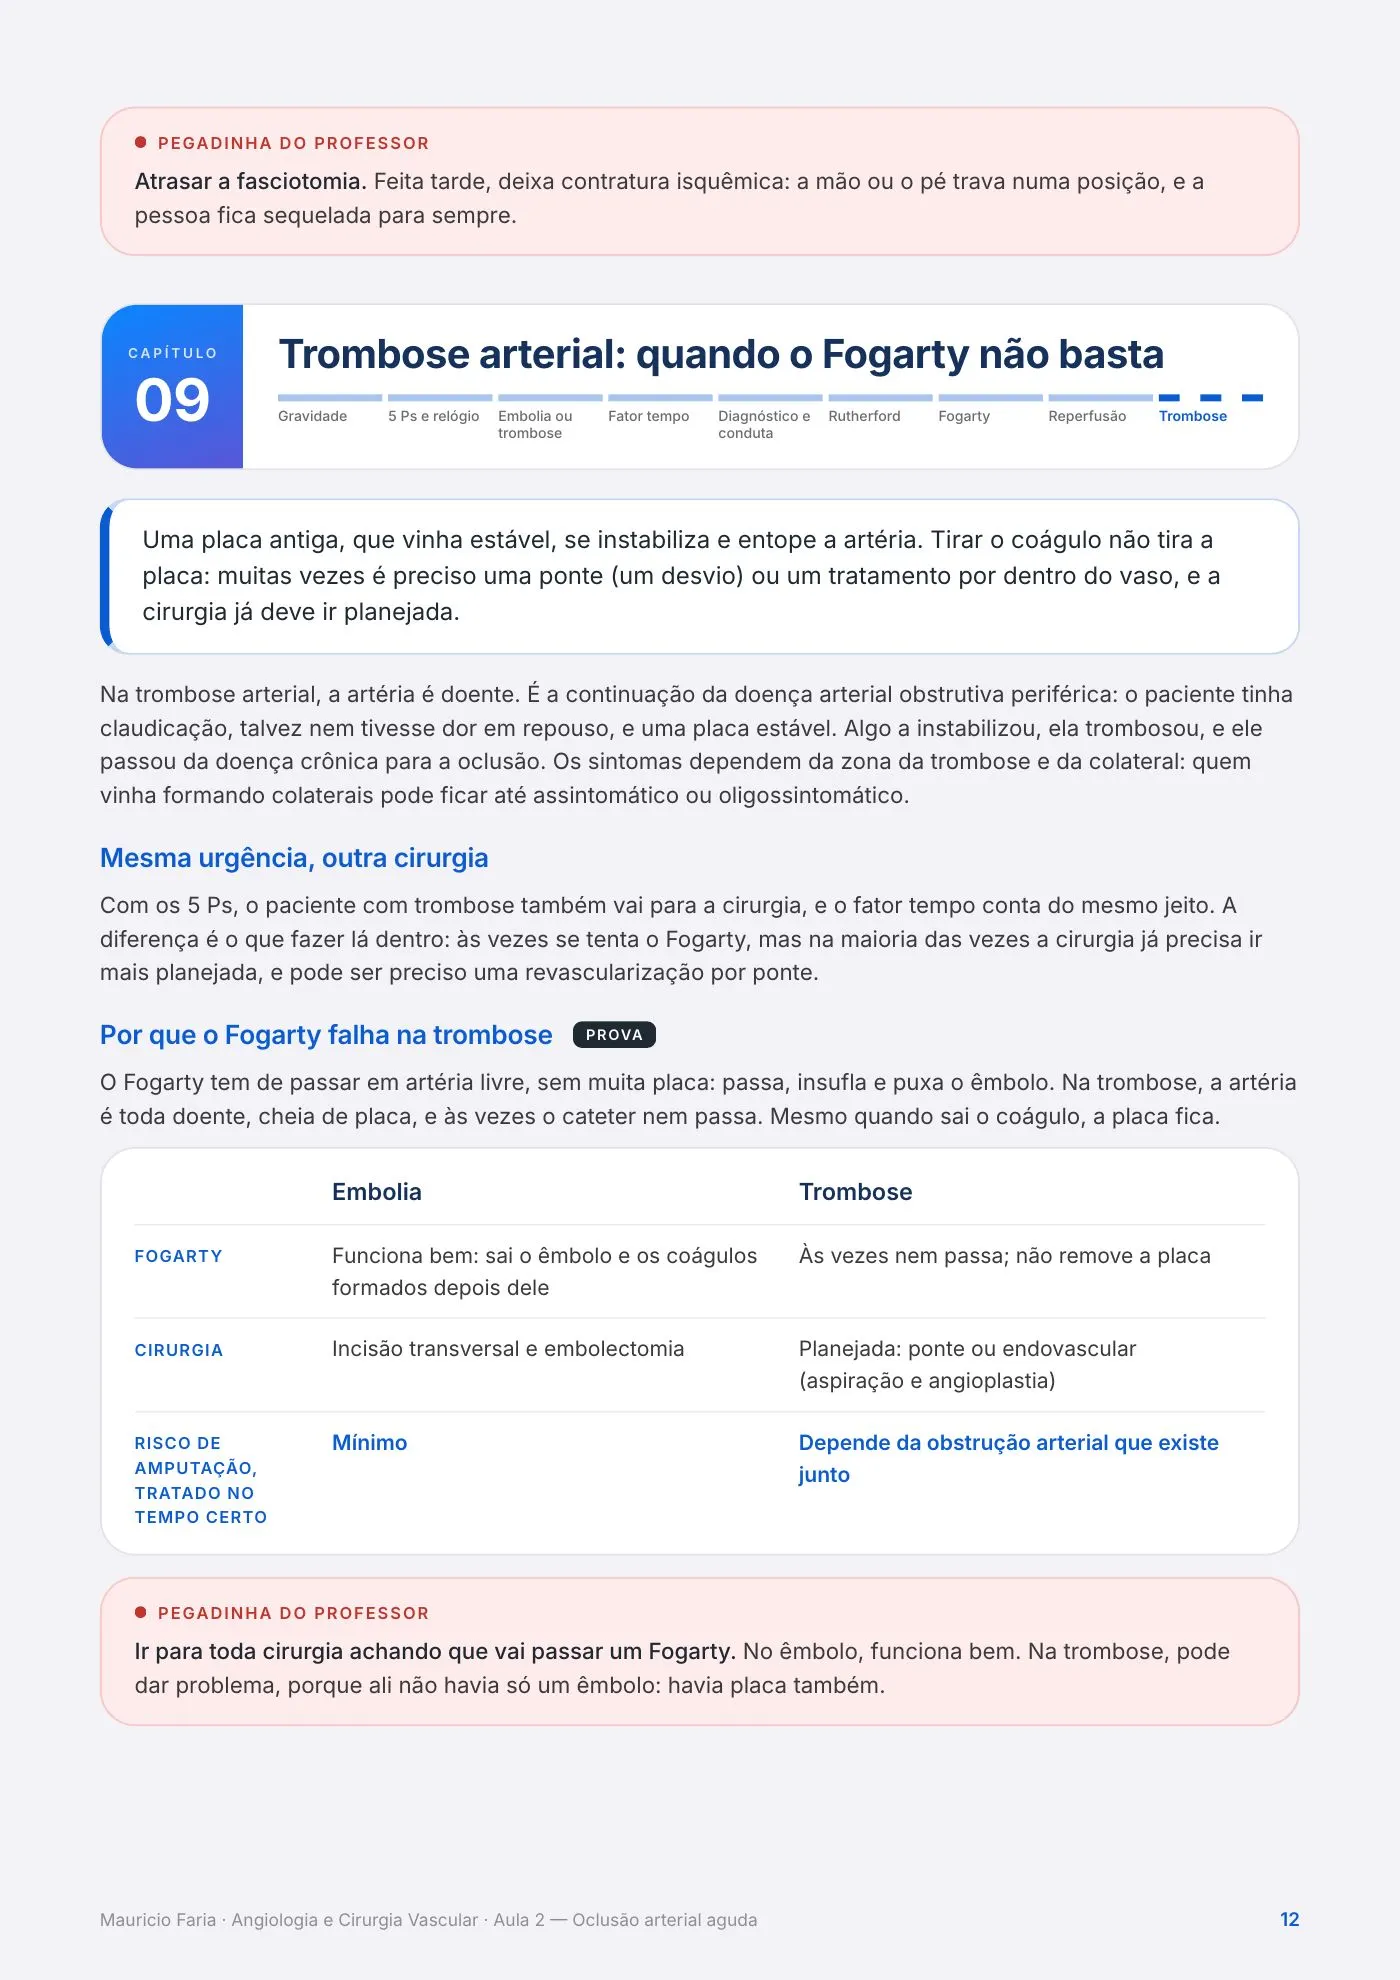 PEGADINHA DO PROFESSOR
Atrasar a fasciotomia. Feita tarde, deixa contratura isquêmica: a mão ou o pé trava numa posição, e a
pessoa fica sequelada para sempre.
CAPÍTULO
09
Trombose arterial: quando o Fogarty não basta
Gravidade
5 Ps e relógio
Embolia ou
trombose
Fator tempo
Diagnóstico e
conduta
Rutherford
Fogarty
Reperfusão
Trombose
Uma placa antiga, que vinha estável, se instabiliza e entope a artéria. Tirar o coágulo não tira a
placa: muitas vezes é preciso uma ponte (um desvio) ou um tratamento por dentro do vaso, e a
cirurgia já deve ir planejada.
Na trombose arterial, a artéria é doente. É a continuação da doença arterial obstrutiva periférica: o paciente tinha
claudicação, talvez nem tivesse dor em repouso, e uma placa estável. Algo a instabilizou, ela trombosou, e ele
passou da doença crônica para a oclusão. Os sintomas dependem da zona da trombose e da colateral: quem
vinha formando colaterais pode ficar até assintomático ou oligossintomático.
Mesma urgência, outra cirurgia
Com os 5 Ps, o paciente com trombose também vai para a cirurgia, e o fator tempo conta do mesmo jeito. A
diferença é o que fazer lá dentro: às vezes se tenta o Fogarty, mas na maioria das vezes a cirurgia já precisa ir
mais planejada, e pode ser preciso uma revascularização por ponte.
Por que o Fogarty falha na trombose PROVA
O Fogarty tem de passar em artéria livre, sem muita placa: passa, insufla e puxa o êmbolo. Na trombose, a artéria
é toda doente, cheia de placa, e às vezes o cateter nem passa. Mesmo quando sai o coágulo, a placa fica.
Embolia
Trombose
FOGARTY
Funciona bem: sai o êmbolo e os coágulos
formados depois dele
Às vezes nem passa; não remove a placa
CIRURGIA
Incisão transversal e embolectomia
Planejada: ponte ou endovascular
(aspiração e angioplastia)
RISCO DE
AMPUTAÇÃO,
TRATADO NO
TEMPO CERTO
Mínimo
Depende da obstrução arterial que existe
junto
PEGADINHA DO PROFESSOR
Ir para toda cirurgia achando que vai passar um Fogarty. No êmbolo, funciona bem. Na trombose, pode
dar problema, porque ali não havia só um êmbolo: havia placa também.
Mauricio Faria · Angiologia e Cirurgia Vascular · Aula 2 — Oclusão arterial aguda
12